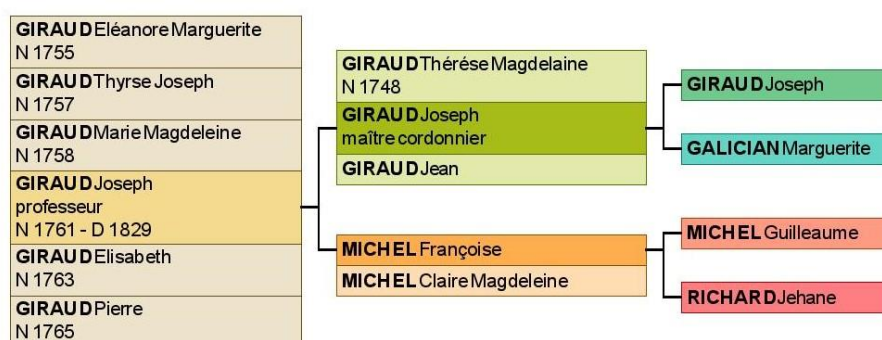 GIRAUD Eléanore Marguerite
N 1755
GIRAUD Thyrse Joseph
N 1757
GIRAUD Marie Magdeleine
N 1758
GIRAUD Joseph
professeur
N 1761 - D 1829
GIRAUD Elisabeth
N 1763
GIRAUD Pierre
N 1765
GIRAUD Thérése Magdelaine
N 1748
GIRAUD Joseph
maître cordonnier
GIRAUD Jean
MICHEL Françoise
MICHEL Claire Magdeleine
GIRAUD Joseph
GALICIAN Marguerite
MICHEL Guilleaume
RICHARD Jehane